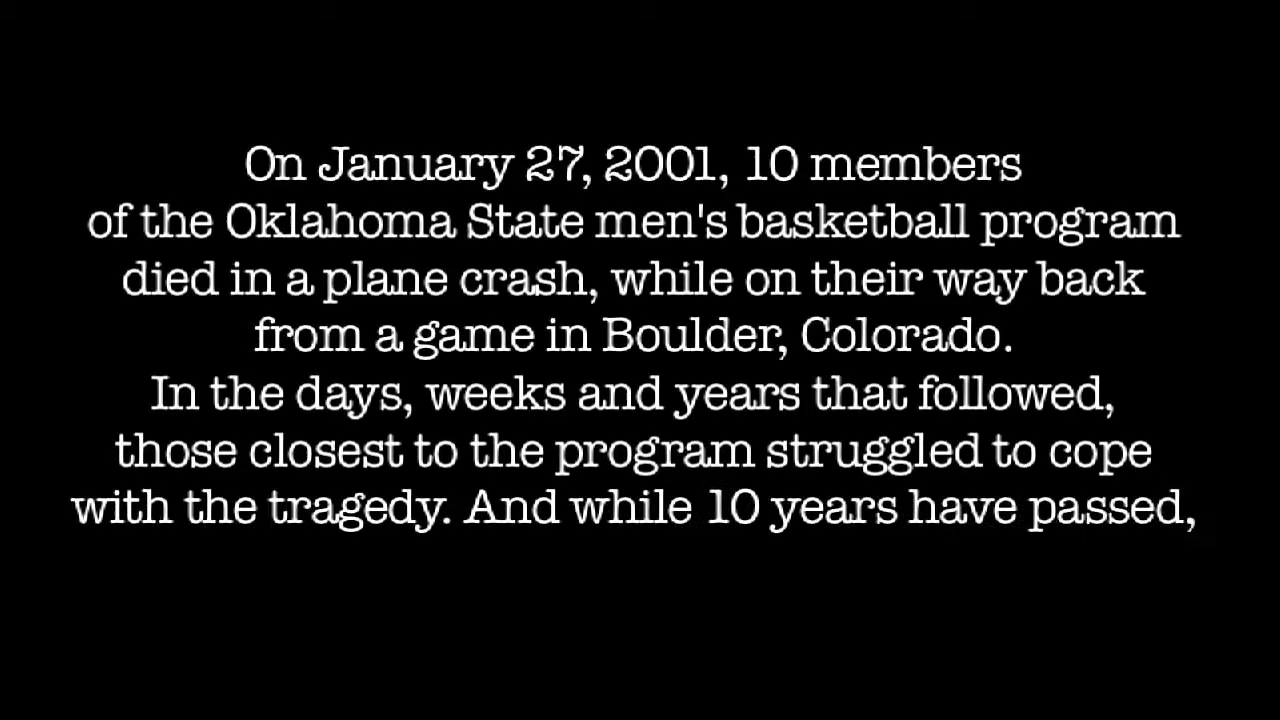 On January 27, 2001, 10 members
of the Oklahoma State men's basketball program
died in a plane crash, while on their way back
from a game in Boulder, Colorado.
In the days, weeks and years that followed,
those closest to the program struggled to cope
with the tragedy. And while 10 years have passed,